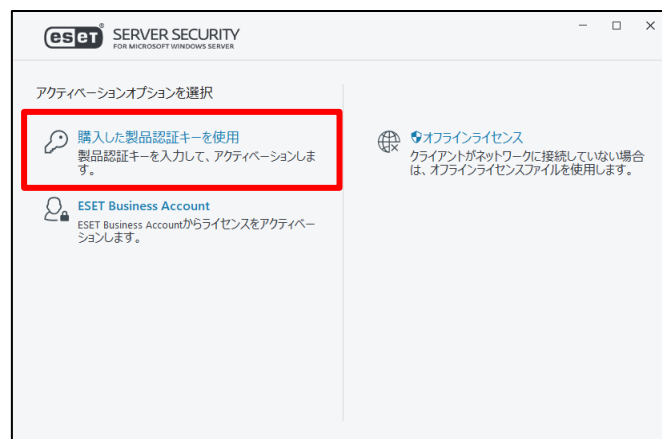 eset SERVER SECURITY
FOR MICROSOFT WINDOWS SERVER
アクティベーションオプションを選択
購入した製品認証キーを使用
製品認証キーを入力して、アクティベーションしま
す。
ESET Business Account
ESET Business Accountからライセンスをアクティベー
ションします。
オフラインライセンス
クライアントがネットワークに接続していない場合
は、オフラインライセンスファイルを使用します。